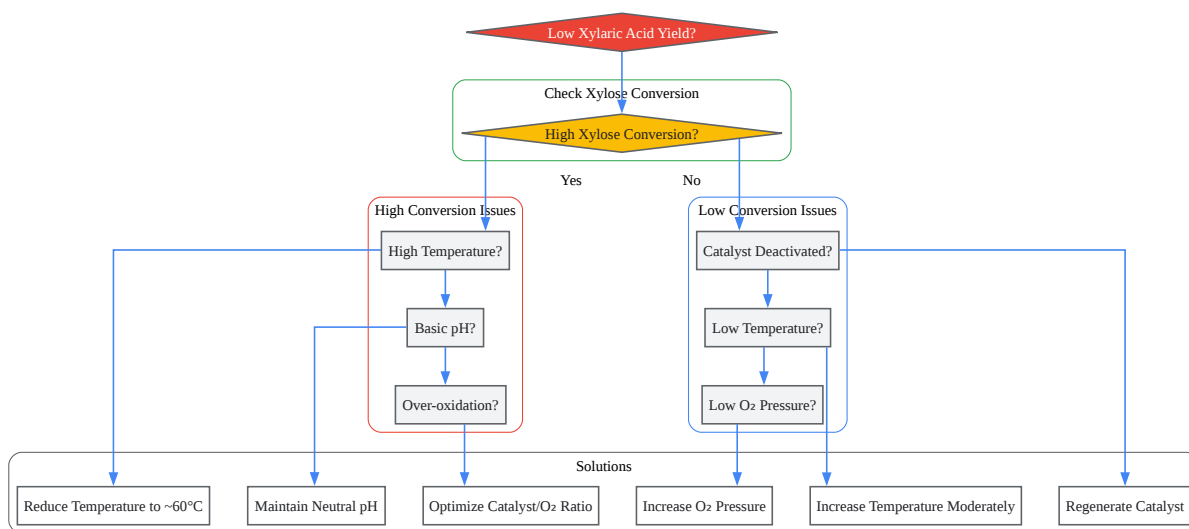 Low Xylaric Acid Yield?
Check Xylose Conversion
High Xylose Conversion?
Yes
No
High Conversion Issues
Low Conversion Issues
High Temperature?
Catalyst Deactivated?
Basic pH?
Low Temperature?
Over-oxidation?
Low O₂ Pressure?
Solutions
Reduce Temperature to ~60°C
Maintain Neutral pH
Optimize Catalyst/O₂ Ratio
Increase O₂ Pressure
Increase Temperature Moderately
Regenerate Catalyst